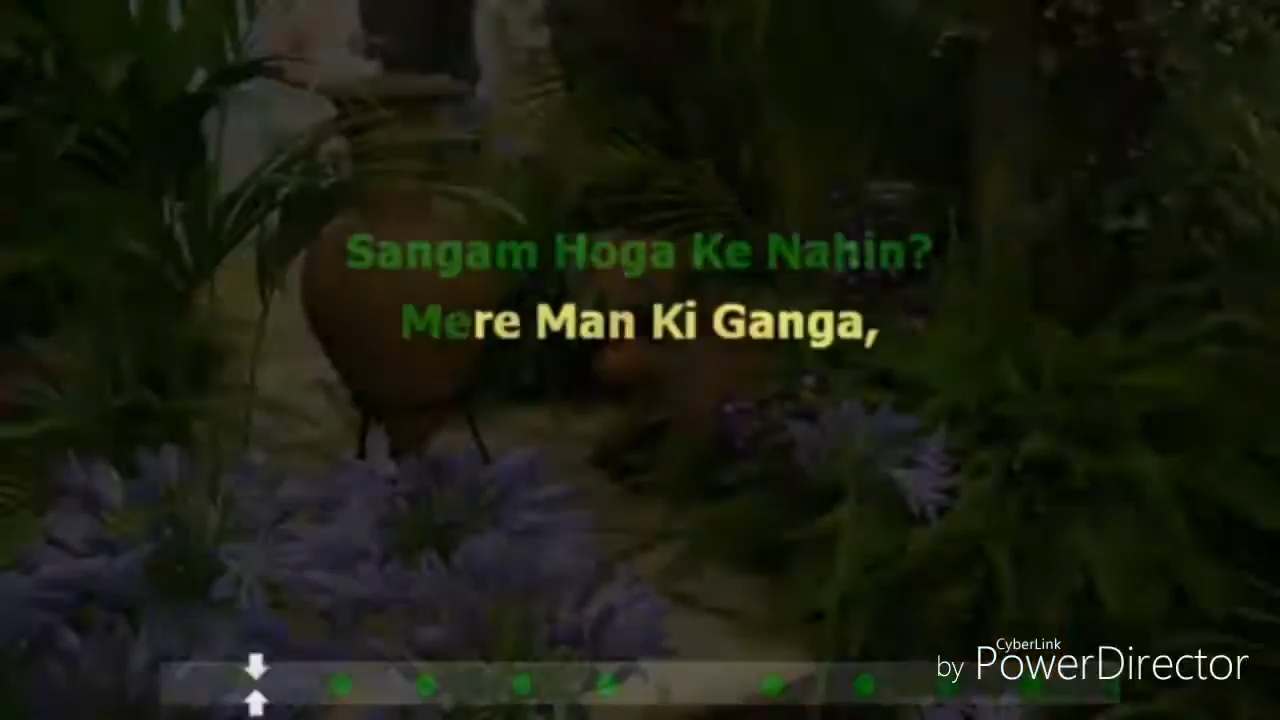 Sangam Hoga Ke Nahin?
Mere Man Ki Ganga,
CyberLink
by PowerDirector